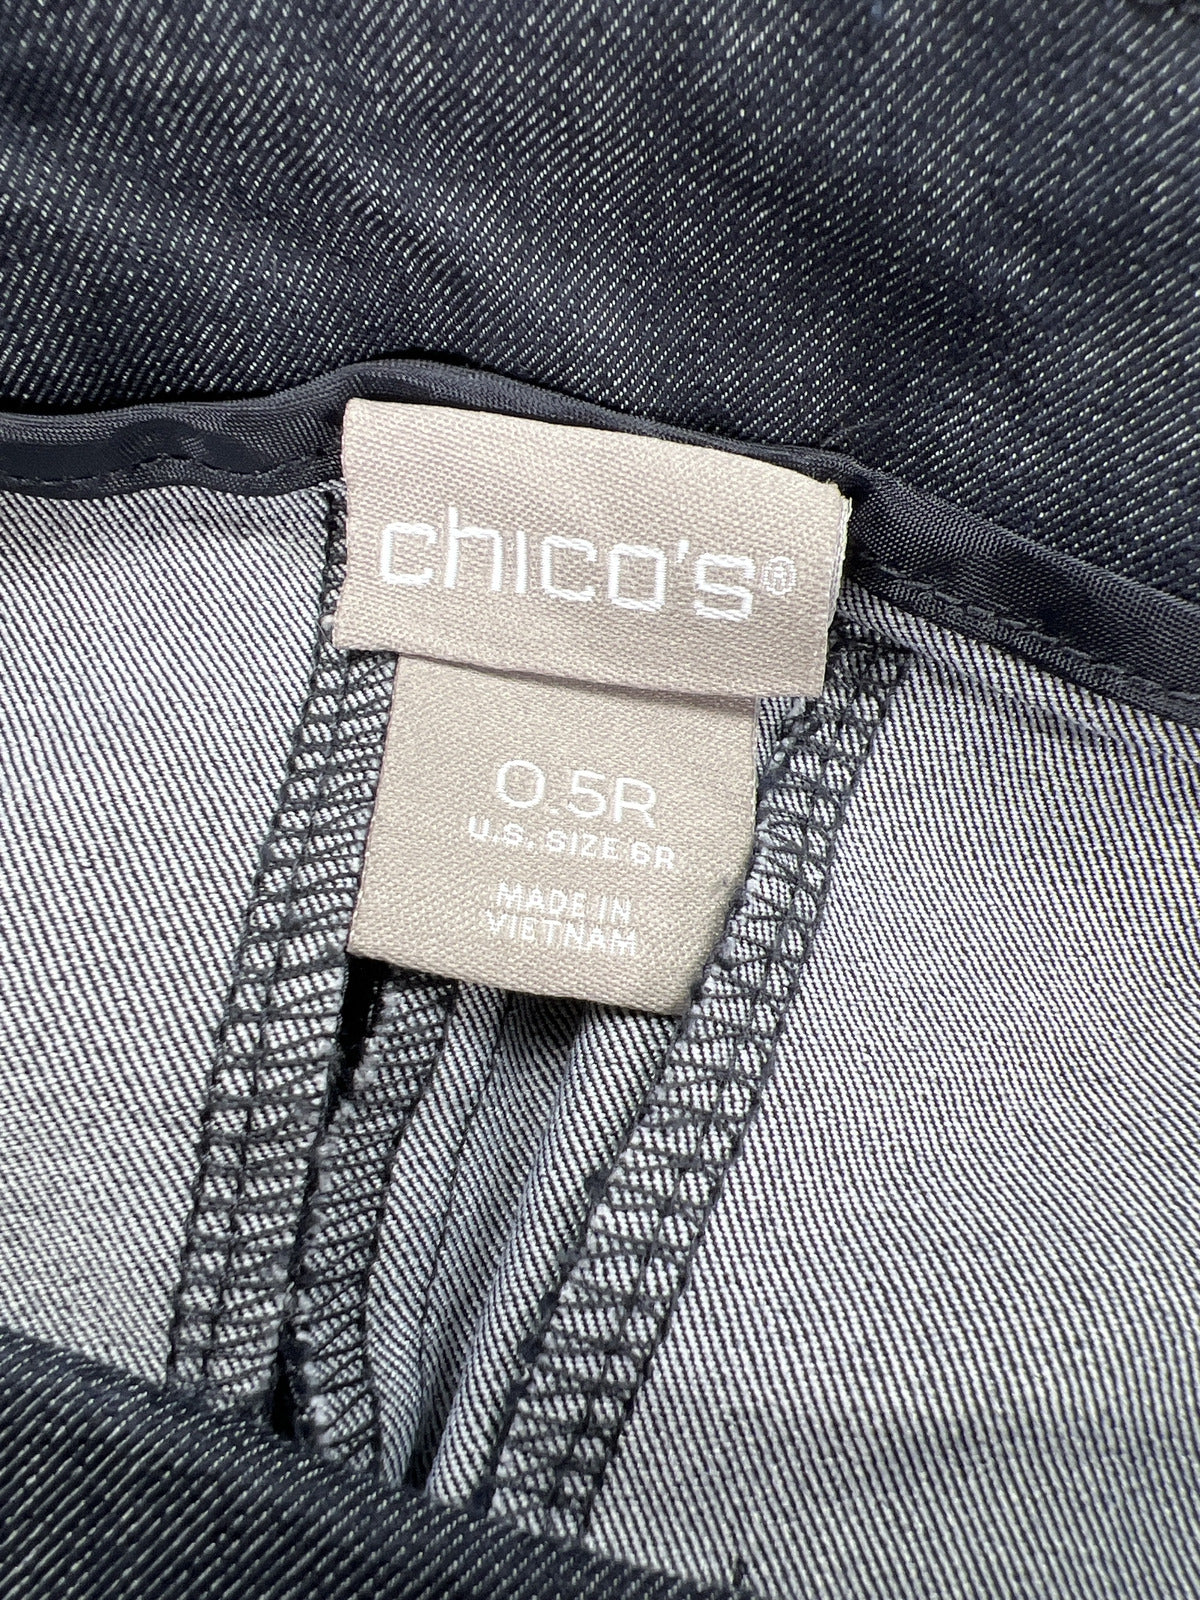 chico's®
0.5R
U.S. SIZE 6R
MADE IN
VIETNAM